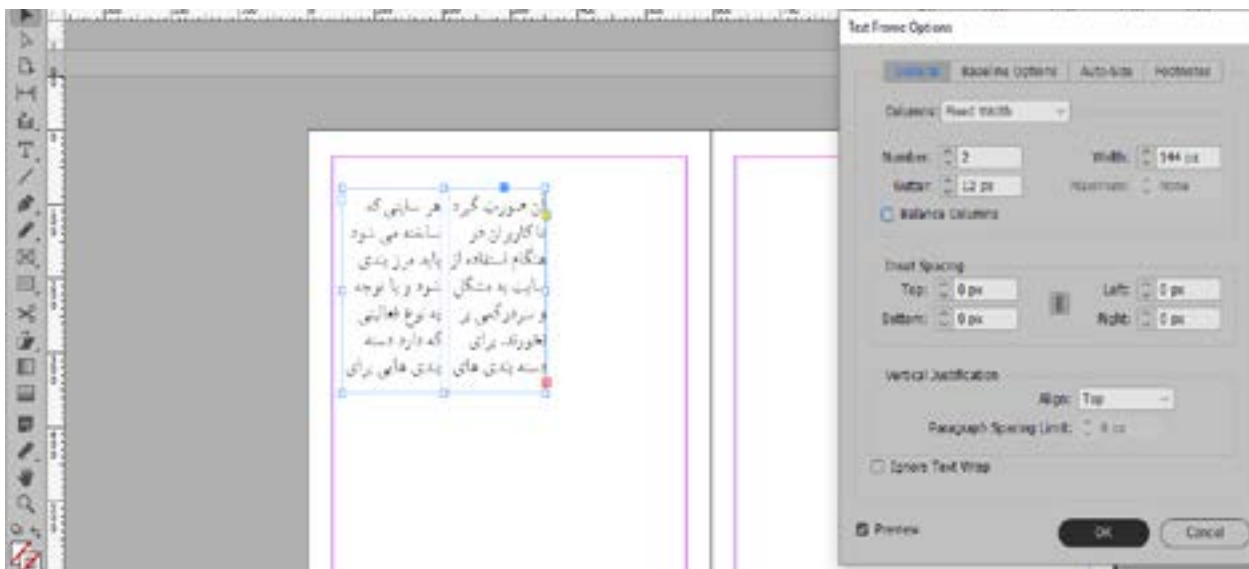 Text Frame Options
General Baseline Options Auto-Size Footnotes
Columns: Fixed Width
Number: 2 Width: 144 px
Gutter: 12 px Maximum: None
Balance Columns
Inset Spacing
Top: 0 px Left: 0 px
Bottom: 0 px Right: 0 px
Vertical Justification
Align: Top
Paragraph Spacing Limit: 0 px
Ignore Text Wrap
Preview OK Cancel
هر سایتی که
ساخته می شود
باید مرز بندی
شود و با توجه
به نوع فعالیتی
که دارد دسته
بندی هایی برای
آن صورت گیرد
تا کاربران در
هنگام استفاده از
سایت به مشکل
و سردرگمی بر
نخورند. برای
دسته بندی های